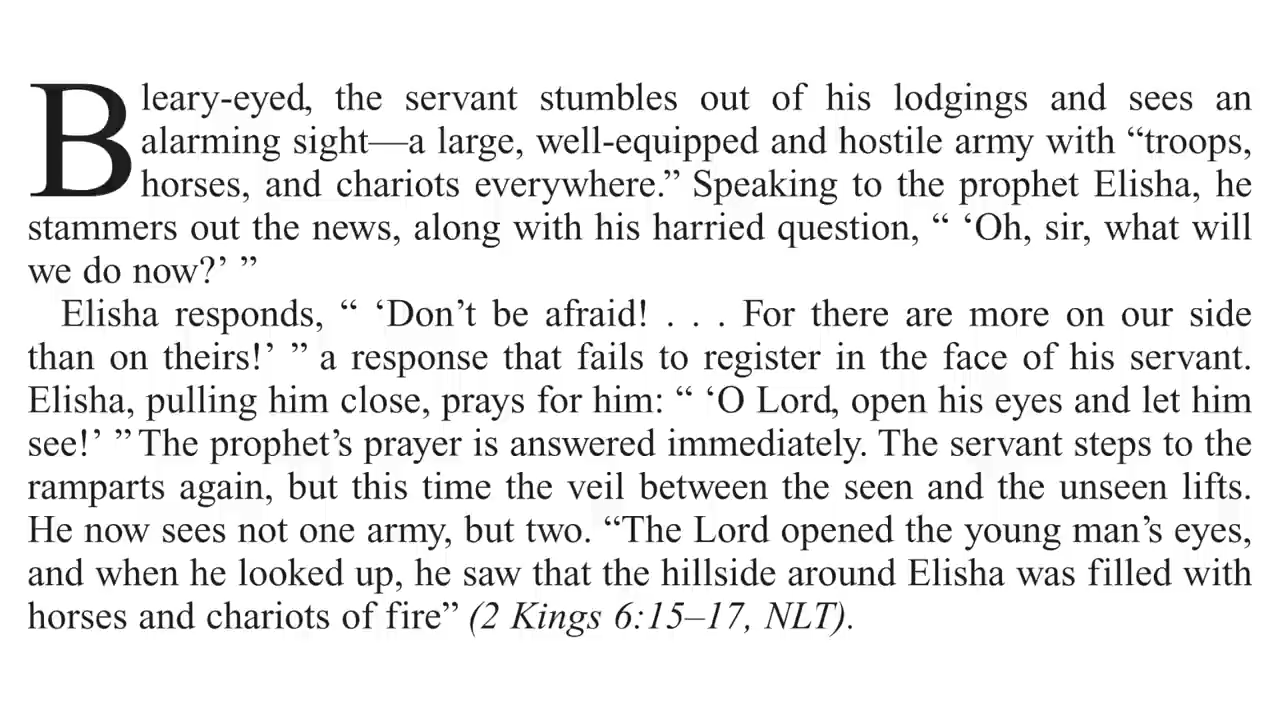 Bleary-eyed, the servant stumbles out of his lodgings and sees an
alarming sight—a large, well-equipped and hostile army with “troops,
horses, and chariots everywhere.” Speaking to the prophet Elisha, he
stammers out the news, along with his harried question, “ ‘Oh, sir, what will
we do now?’ ”
Elisha responds, “ ‘Don’t be afraid! . . . For there are more on our side
than on theirs!’ ” a response that fails to register in the face of his servant.
Elisha, pulling him close, prays for him: “ ‘O Lord, open his eyes and let him
see!’ ” The prophet’s prayer is answered immediately. The servant steps to the
ramparts again, but this time the veil between the seen and the unseen lifts.
He now sees not one army, but two. “The Lord opened the young man’s eyes,
and when he looked up, he saw that the hillside around Elisha was filled with
horses and chariots of fire” (2 Kings 6:15–17, NLT).